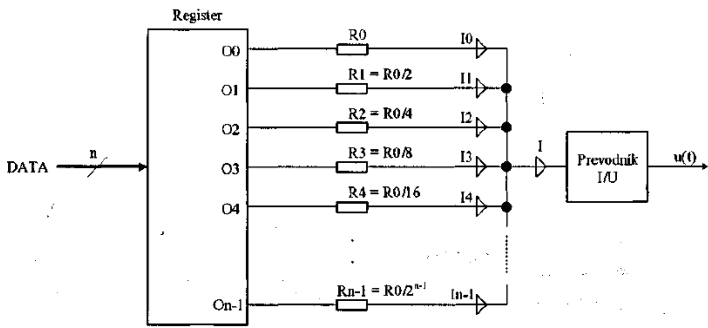 Register
O0 R0 I0
O1 R1 = R0/2 I1
O2 R2 = R0/4 I2
DATA n O3 R3 = R0/8 I3 I Prevodnik I/U u(t)
O4 R4 = R0/16 I4
On-1 Rn-1 = R0/2ⁿ⁻¹ In-1